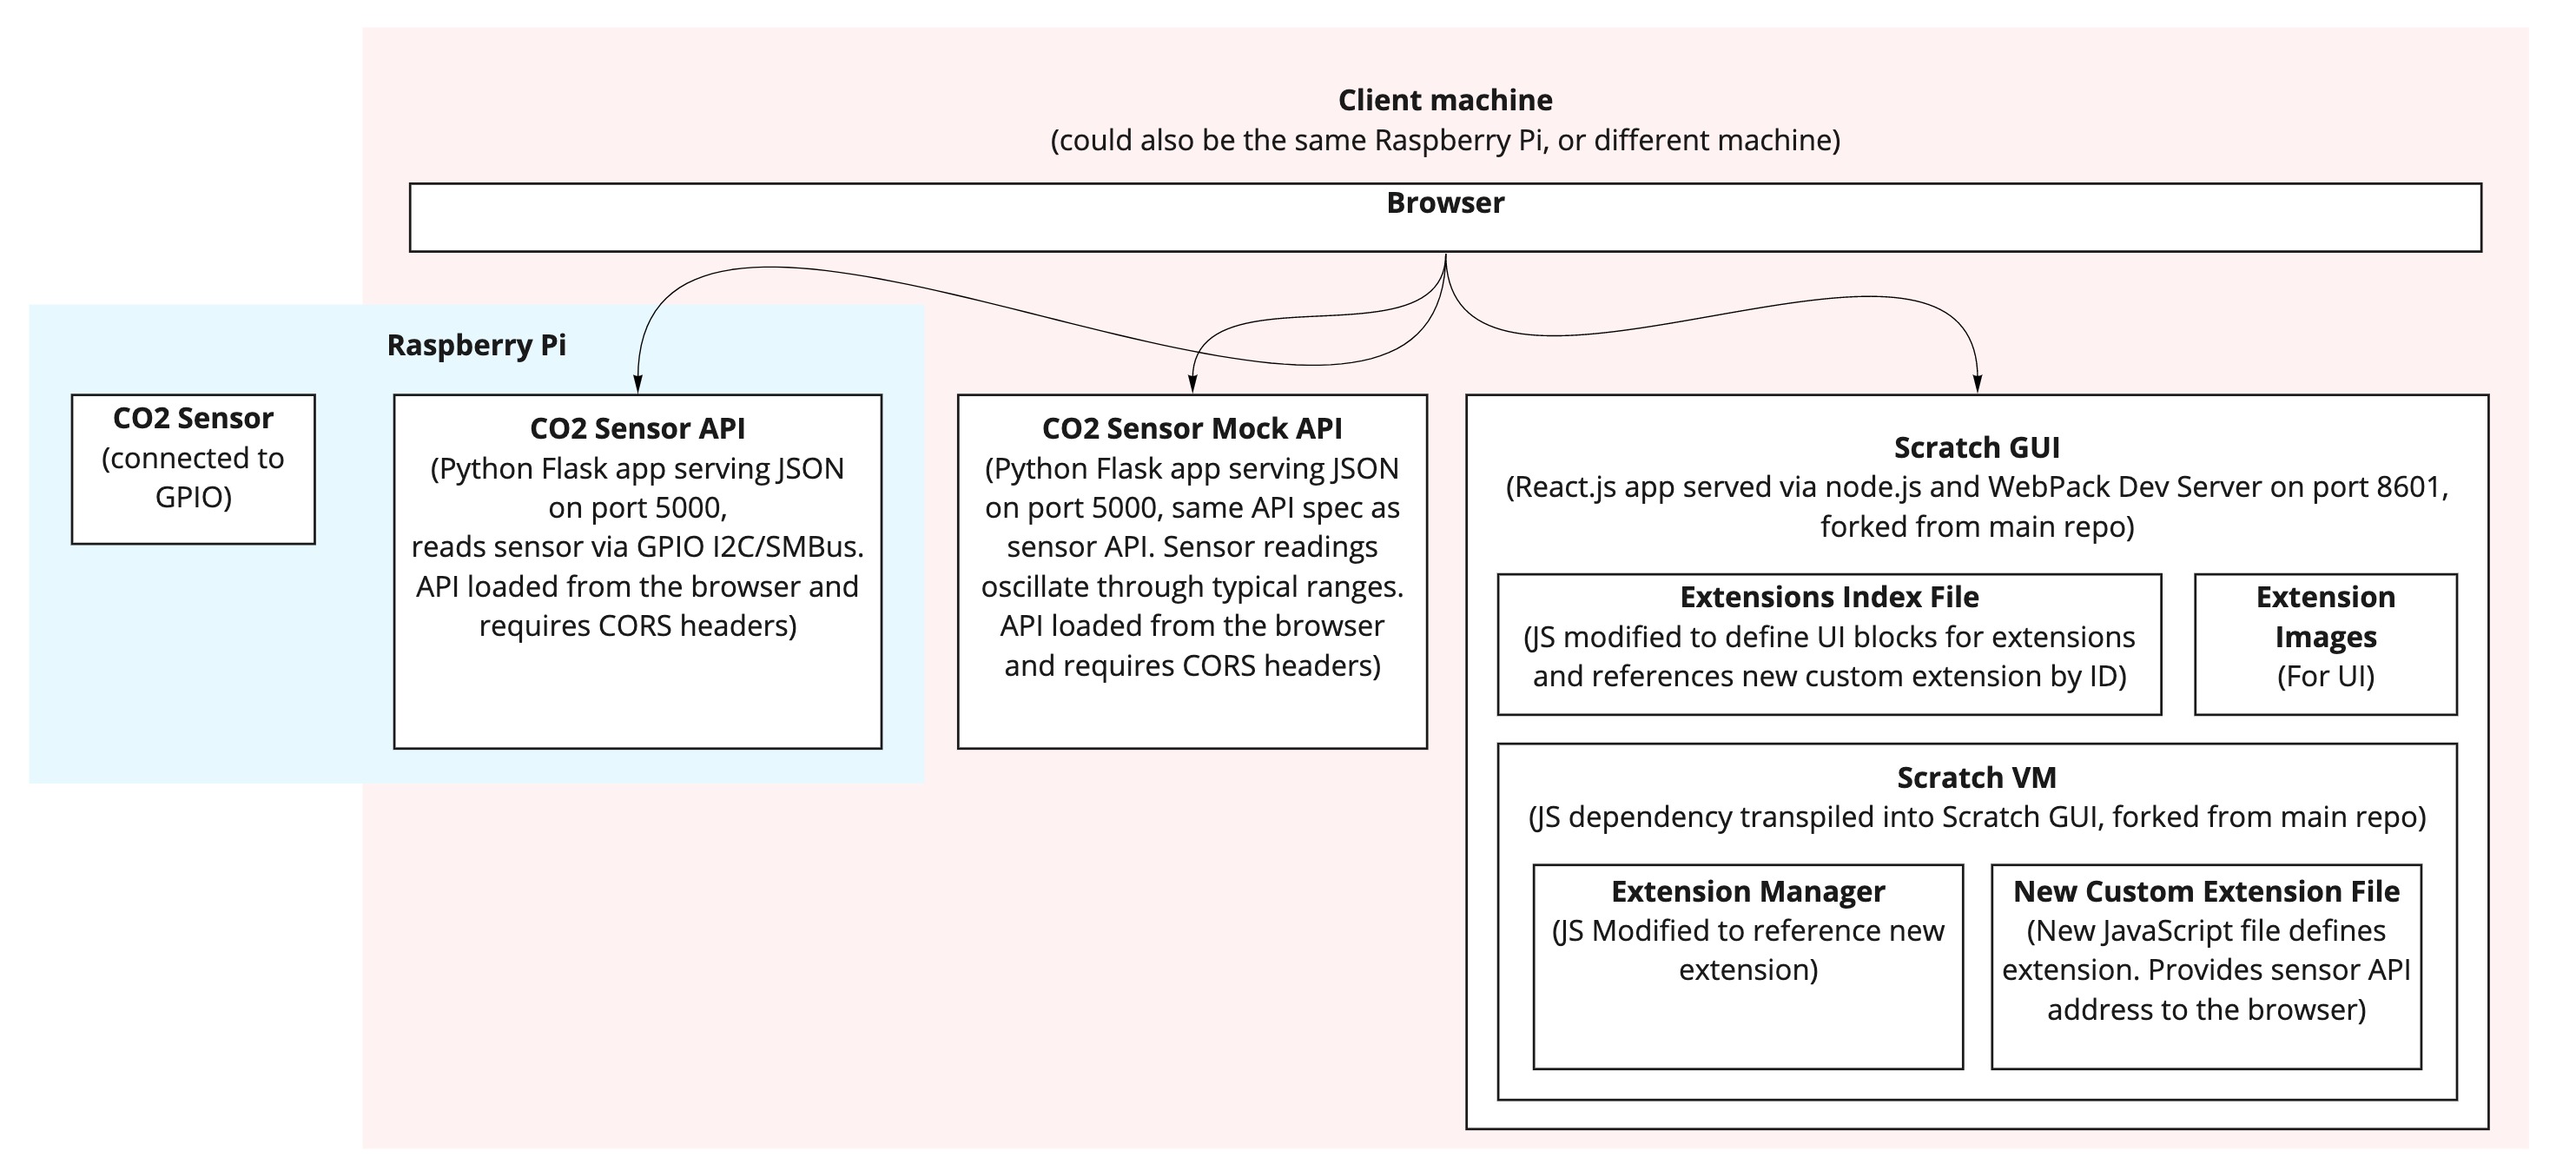 Client machine
(could also be the same Raspberry Pi, or different machine)
Browser
Raspberry Pi
CO2 Sensor
(connected to
GPIO)
CO2 Sensor API
(Python Flask app serving JSON
on port 5000,
reads sensor via GPIO I2C/SMBus.
API loaded from the browser and
requires CORS headers)
CO2 Sensor Mock API
(Python Flask app serving JSON
on port 5000, same API spec as
sensor API. Sensor readings
oscillate through typical ranges.
API loaded from the browser
and requires CORS headers)
Scratch GUI
(React.js app served via node.js and WebPack Dev Server on port 8601,
forked from main repo)
Extensions Index File
(JS modified to define UI blocks for extensions
and references new custom extension by ID)
Extension
Images
(For UI)
Scratch VM
(JS dependency transpiled into Scratch GUI, forked from main repo)
Extension Manager
(JS Modified to reference new
extension)
New Custom Extension File
(New JavaScript file defines
extension. Provides sensor API
address to the browser)